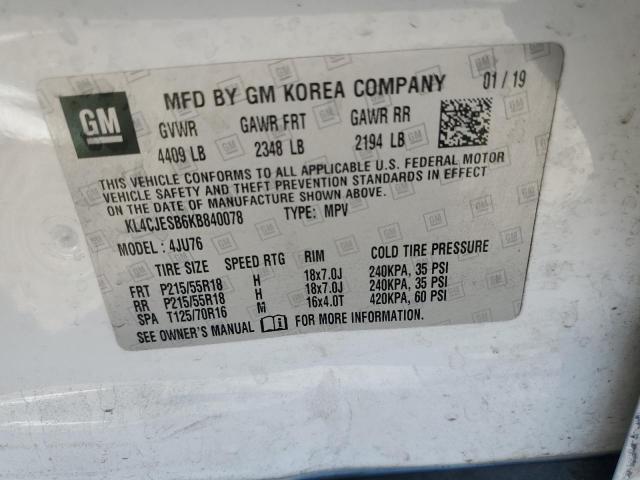 GM
MFD BY GM KOREA COMPANY 01/19
GVWR GAWR FRT GAWR RR
4409 LB 2348 LB 2194 LB
THIS VEHICLE CONFORMS TO ALL APPLICABLE U.S. FEDERAL MOTOR
VEHICLE SAFETY AND THEFT PREVENTION STANDARDS IN EFFECT
ON THE DATE OF MANUFACTURE SHOWN ABOVE.
KL4CJESB6KB840078 TYPE: MPV
MODEL: 4JU76
TIRE SIZE SPEED RTG RIM COLD TIRE PRESSURE
FRT P215/55R18 H 18x7.0J 240KPA, 35 PSI
RR P215/55R18 H 18x7.0J 240KPA, 35 PSI
SPA T125/70R16 M 16x4.0T 420KPA, 60 PSI
SEE OWNER'S MANUAL FOR MORE INFORMATION.